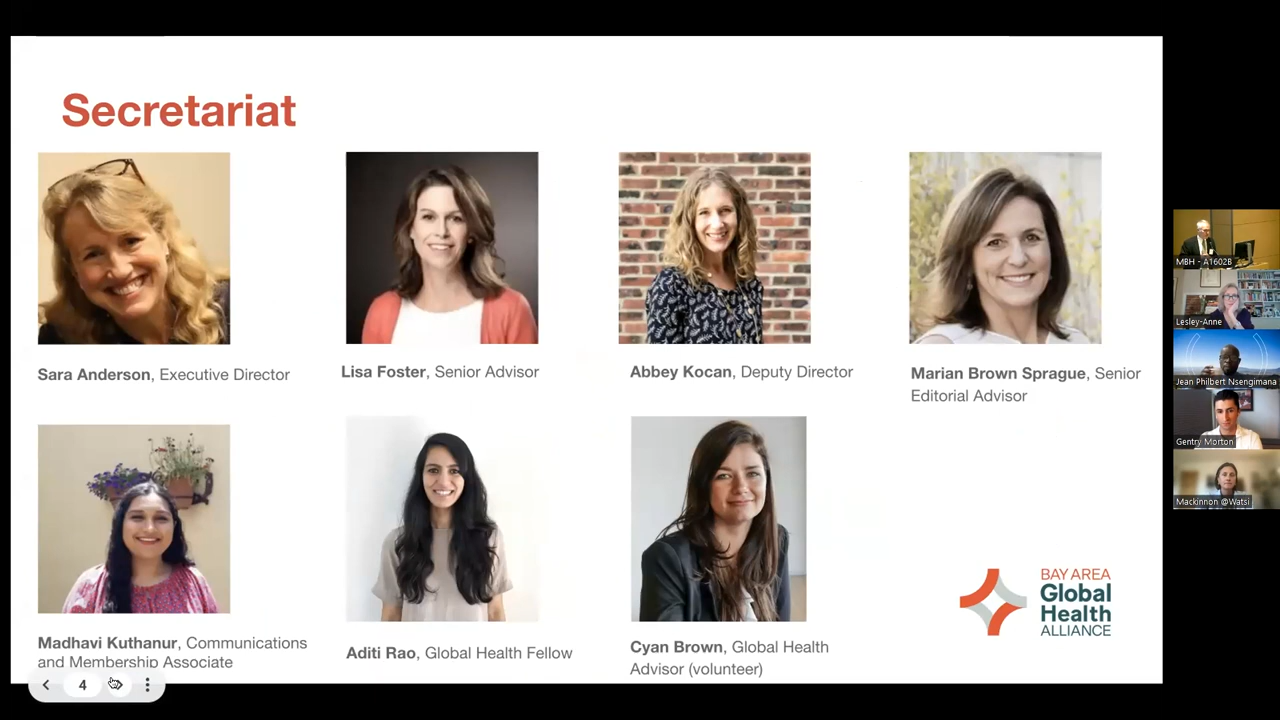 Secretariat
Sara Anderson, Executive Director
Lisa Foster, Senior Advisor
Abbey Kocan, Deputy Director
Marian Brown Sprague, Senior
Editorial Advisor
Madhavi Kuthanur, Communications
and Membership Associate
Aditi Rao, Global Health Fellow
Cyan Brown, Global Health
Advisor (volunteer)
BAY AREA
Global
Health
ALLIANCE
4
MBH - A1602B
Lesley-Anne
Jean Philbert Nsengimana
Gentry Morton
Mackinnon @Watsi